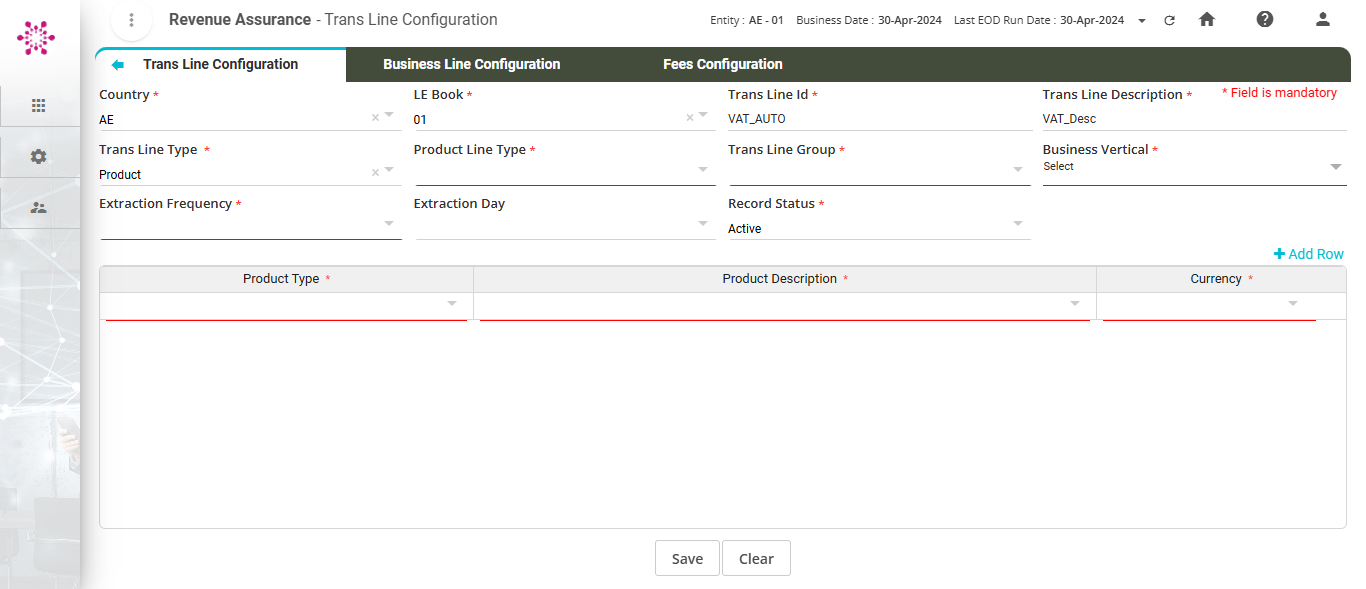 Revenue Assurance - Trans Line Configuration
Entity : AE - 01 Business Date : 30-Apr-2024 Last EOD Run Date : 30-Apr-2024
Trans Line Configuration Business Line Configuration Fees Configuration
* Field is mandatory
Country * LE Book * Trans Line Id * Trans Line Description *
AE × 01 × VAT_AUTO VAT_Desc
Trans Line Type * Product Line Type * Trans Line Group * Business Vertical *
Product × Select
Extraction Frequency * Extraction Day Record Status *
Active
+ Add Row
Product Type * Product Description * Currency *
Save Clear